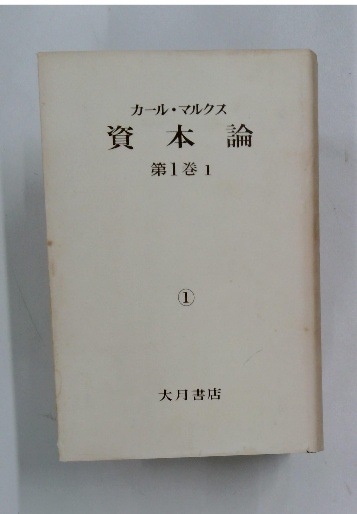 カール・マルクス
資本論
第1巻 1
①
大月書店